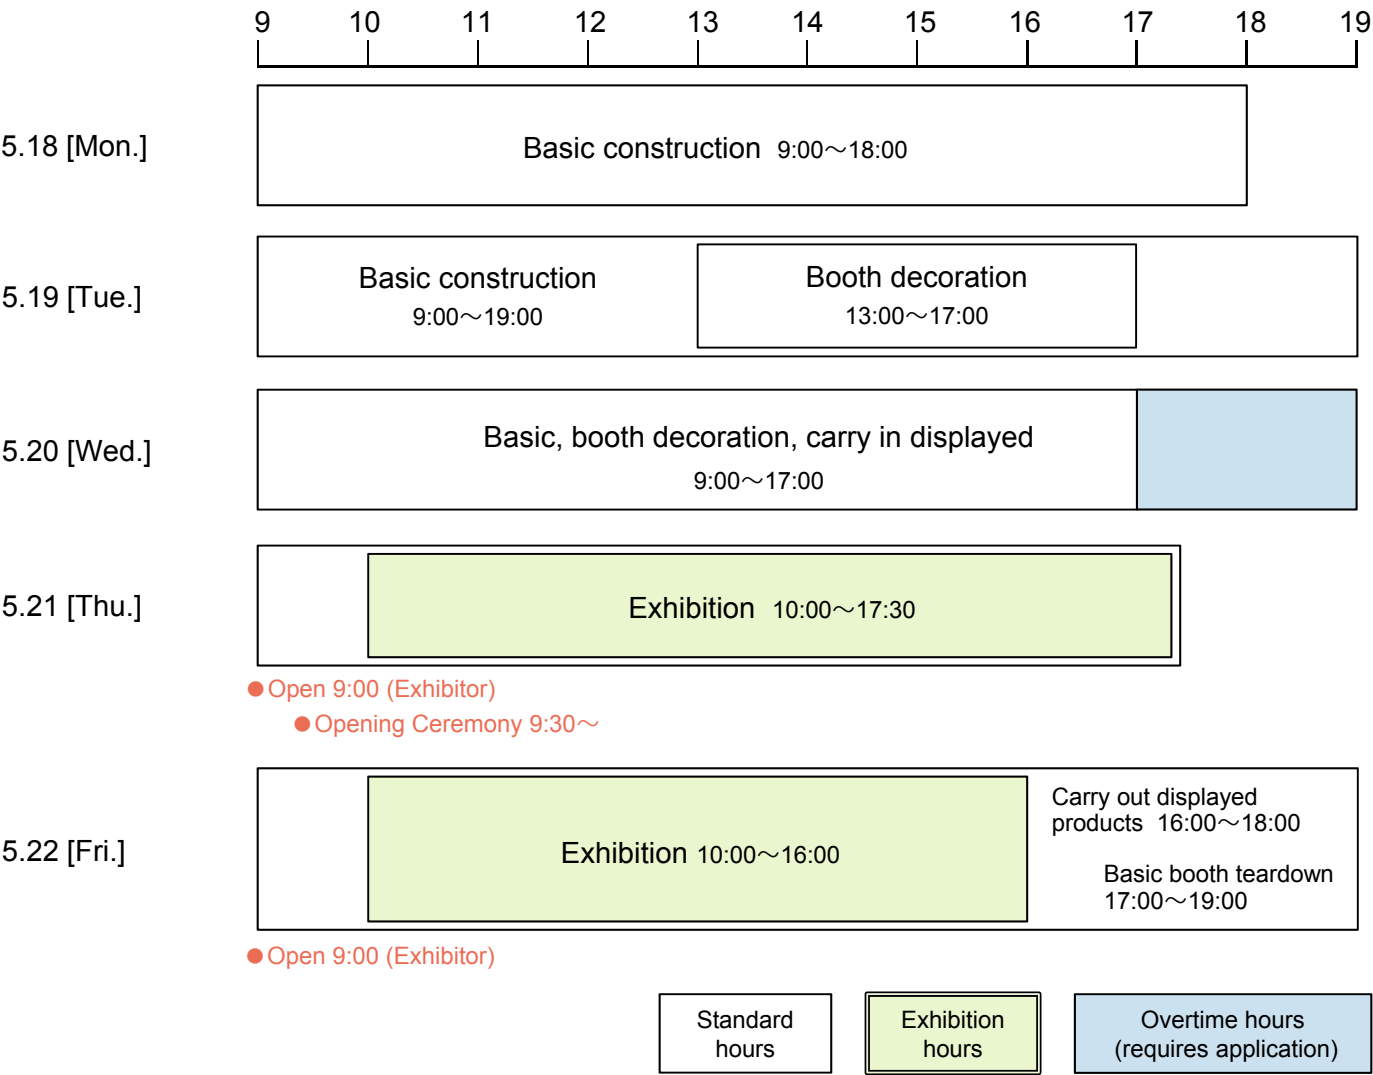 9 10 11 12 13 14 15 16 17 18 19
5.18 [Mon.]
Basic construction 9:00～18:00
5.19 [Tue.]
Basic construction
9:00～19:00
Booth decoration
13:00～17:00
5.20 [Wed.]
Basic, booth decoration, carry in displayed
9:00～17:00
5.21 [Thu.]
Exhibition 10:00～17:30
●Open 9:00 (Exhibitor)
●Opening Ceremony 9:30～
5.22 [Fri.]
Exhibition 10:00～16:00
Carry out displayed
products 16:00～18:00
Basic booth teardown
17:00～19:00
●Open 9:00 (Exhibitor)
Standard
hours
Exhibition
hours
Overtime hours
(requires application)